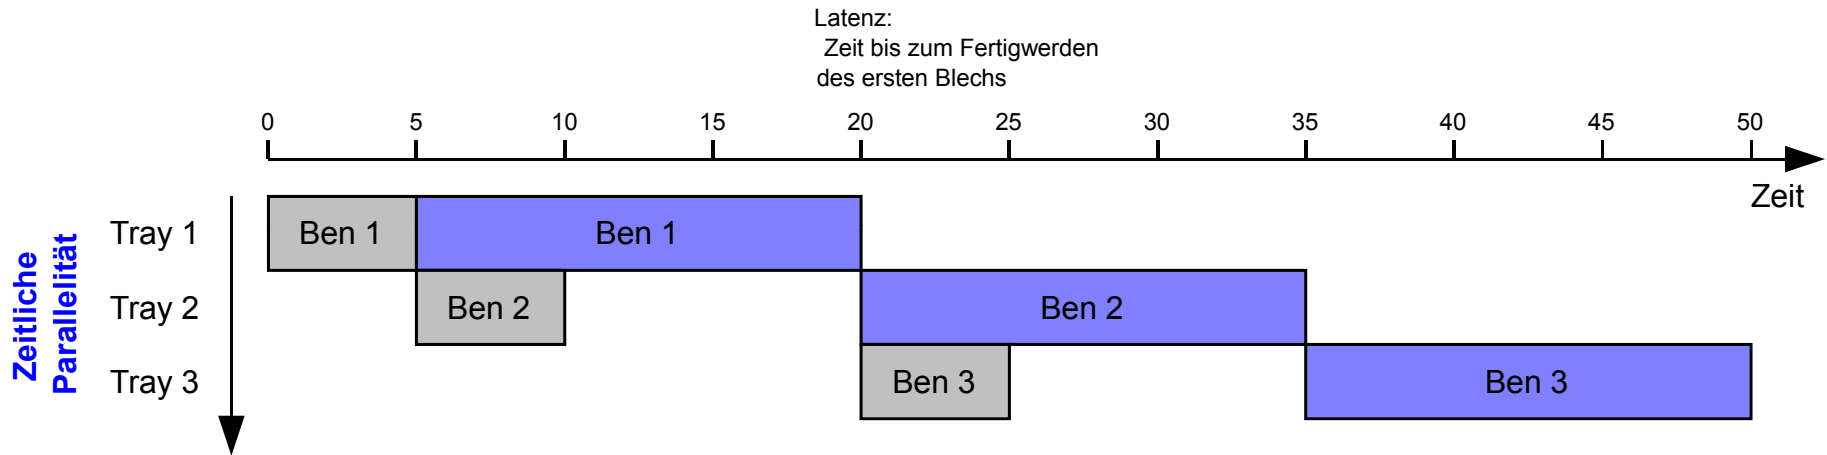 Latenz:
Zeit bis zum Fertigwerden
des ersten Blechs
0 5 10 15 20 25 30 35 40 45 50
Zeit
Zeitliche
Parallelität
Tray 1 Ben 1 Ben 1
Tray 2 Ben 2 Ben 2
Tray 3 Ben 3 Ben 3